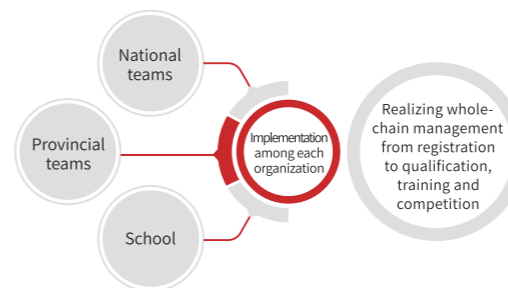 National
teams
Provincial
teams
School
Implementation
among each
organization
Realizing whole-
chain management
from registration
to qualification,
training and
competition